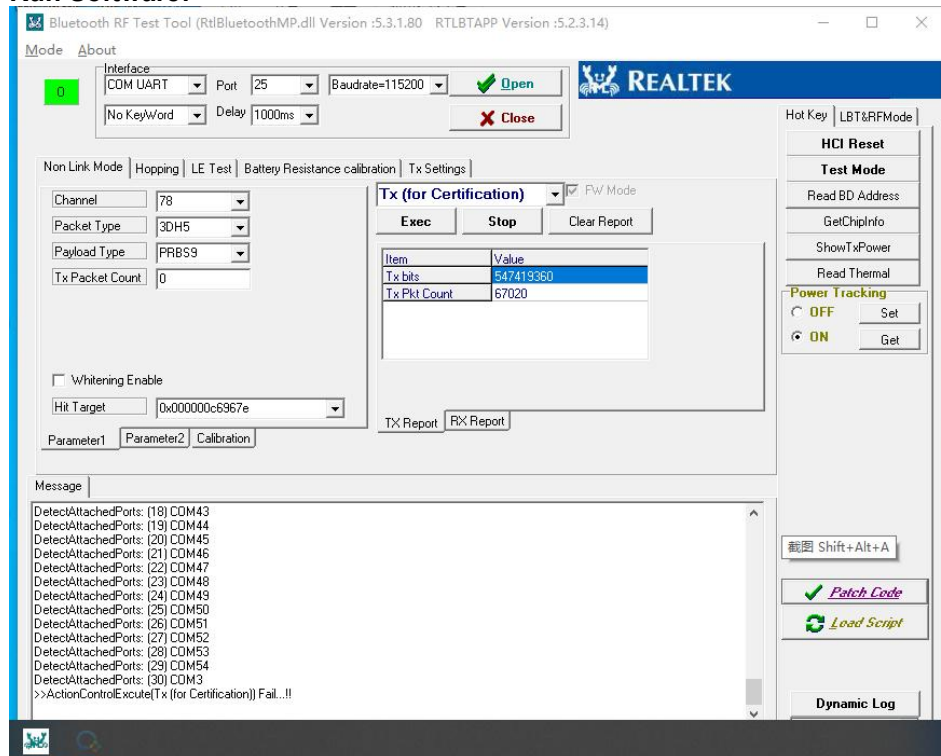 Bluetooth RF Test Tool (RtlBluetoothMP.dll Version :5.3.1.80 RTLBTAPP Version :5.2.3.14)
Mode About
Interface
0
COM UART Port 25 Baudrate=115200 Open
No KeyWord Delay 1000ms Close
REALTEK
Hot Key LBT&RFMode
HCI Reset
Test Mode
Read BD Address
GetChipInfo
ShowTxPower
Read Thermal
Power Tracking
OFF Set
ON Get
Non Link Mode Hopping LE Test Battery Resistance calibration Tx Settings
Channel 78
Packet Type 3DH5
Payload Type PRBS9
Tx Packet Count 0
Whitening Enable
Hit Target 0x000000c6967e
Parameter1 Parameter2 Calibration
Tx (for Certification) FW Mode
Exec Stop Clear Report
Item Value
Tx bits 547419360
Tx Pkt Count 67020
TX Report RX Report
Message
DetectAttachedPorts: (18) COM43
DetectAttachedPorts: (19) COM44
DetectAttachedPorts: (20) COM45
DetectAttachedPorts: (21) COM46
DetectAttachedPorts: (22) COM47
DetectAttachedPorts: (23) COM48
DetectAttachedPorts: (24) COM49
DetectAttachedPorts: (25) COM50
DetectAttachedPorts: (26) COM51
DetectAttachedPorts: (27) COM52
DetectAttachedPorts: (28) COM53
DetectAttachedPorts: (29) COM54
DetectAttachedPorts: (30) COM3
>>ActionControlExcute(Tx (for Certification)) Fail...!!
截图 Shift+Alt+A
Patch Code
Load Script
Dynamic Log